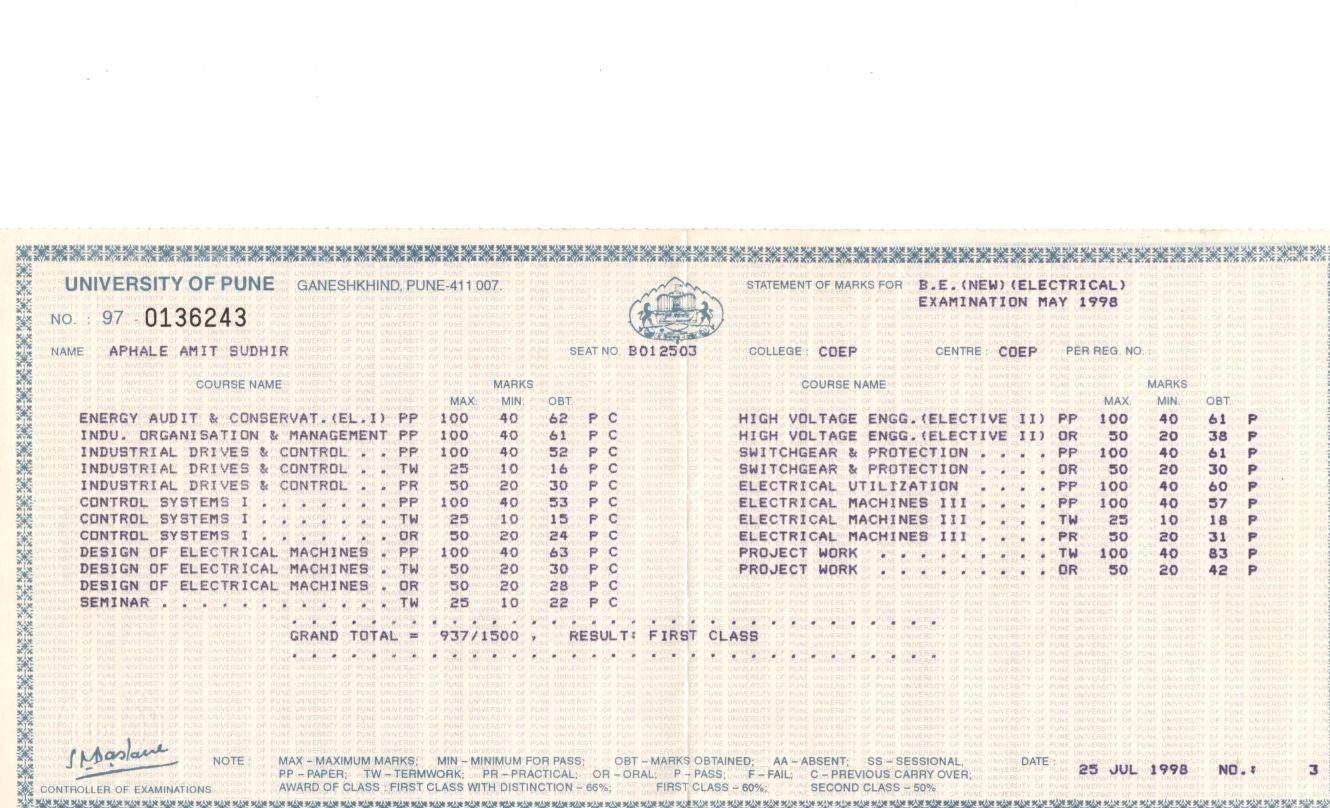 UNIVERSITY OF PUNE GANESHKHIND, PUNE-411 007. STATEMENT OF MARKS FOR B.E.(NEW)(ELECTRICAL)
EXAMINATION MAY 1998
NO. : 97 - 0136243
NAME APHALE AMIT SUDHIR SEAT NO. B012503 COLLEGE : COEP CENTRE : COEP PER REG. NO. :
COURSE NAME MARKS
MAX. MIN. OBT.
ENERGY AUDIT & CONSERVAT.(EL.I) PP 100 40 62 P C
INDU. ORGANISATION & MANAGEMENT PP 100 40 61 P C
INDUSTRIAL DRIVES & CONTROL . . PP 100 40 52 P C
INDUSTRIAL DRIVES & CONTROL . . TW 25 10 16 P C
INDUSTRIAL DRIVES & CONTROL . . PR 50 20 30 P C
CONTROL SYSTEMS I . . . . . . . PP 100 40 53 P C
CONTROL SYSTEMS I . . . . . . . TW 25 10 15 P C
CONTROL SYSTEMS I . . . . . . . OR 50 20 24 P C
DESIGN OF ELECTRICAL MACHINES . PP 100 40 63 P C
DESIGN OF ELECTRICAL MACHINES . TW 50 20 30 P C
DESIGN OF ELECTRICAL MACHINES . OR 50 20 28 P C
SEMINAR . . . . . . . . . . . . TW 25 10 22 P C
COURSE NAME MARKS
MAX. MIN. OBT.
HIGH VOLTAGE ENGG.(ELECTIVE II) PP 100 40 61 P
HIGH VOLTAGE ENGG.(ELECTIVE II) OR 50 20 38 P
SWITCHGEAR & PROTECTION . . . . PP 100 40 61 P
SWITCHGEAR & PROTECTION . . . . OR 50 20 30 P
ELECTRICAL UTILIZATION . . . . PP 100 40 60 P
ELECTRICAL MACHINES III . . . . PP 100 40 57 P
ELECTRICAL MACHINES III . . . . TW 25 10 18 P
ELECTRICAL MACHINES III . . . . PR 50 20 31 P
PROJECT WORK . . . . . . . . . TW 100 40 83 P
PROJECT WORK . . . . . . . . . OR 50 20 42 P
GRAND TOTAL = 937/1500 , RESULT: FIRST CLASS
NOTE : MAX – MAXIMUM MARKS; MIN – MINIMUM FOR PASS; OBT – MARKS OBTAINED; AA – ABSENT; SS – SESSIONAL,
PP – PAPER; TW – TERMWORK; PR – PRACTICAL; OR – ORAL; P – PASS; F – FAIL; C – PREVIOUS CARRY OVER;
AWARD OF CLASS : FIRST CLASS WITH DISTINCTION – 66%; FIRST CLASS – 60%; SECOND CLASS – 50%
DATE : 25 JUL 1998 NO.: 3
CONTROLLER OF EXAMINATIONS